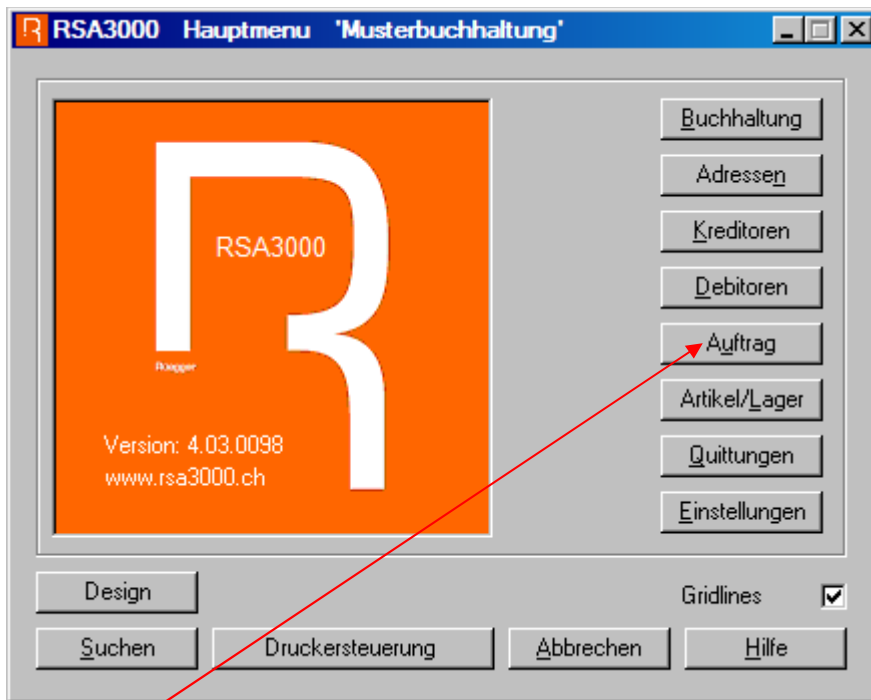 RSA3000 Hauptmenu 'Musterbuchhaltung'
RSA3000
Rüegger
Version: 4.03.0098
www.rsa3000.ch
Buchhaltung
Adressen
Kreditoren
Debitoren
Auftrag
Artikel/Lager
Quittungen
Einstellungen
Design
Gridlines
Suchen
Druckersteuerung
Abbrechen
Hilfe